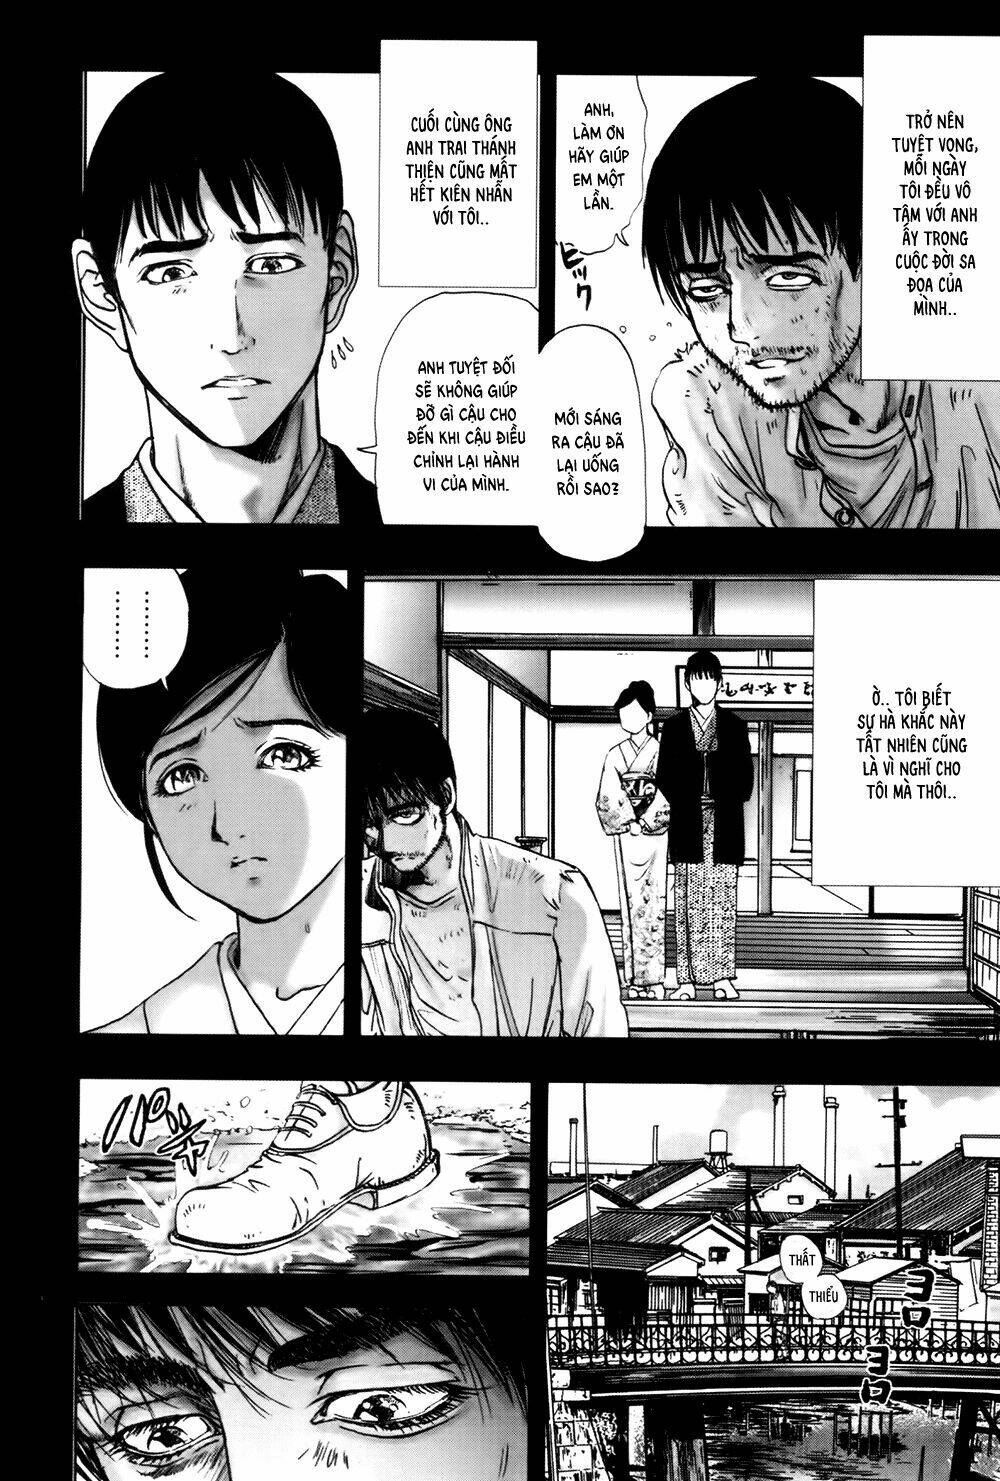 TRỞ NÊN
TUYỆT VỌNG,
MỖI NGÀY
TÔI ĐỀU VÔ
TÂM VỚI ANH
ẤY TRONG
CUỘC ĐỜI SA
ĐỌA CỦA
MÌNH..
ANH,
LÀM ƠN
HÃY GIÚP
EM MỘT
LẦN.
ヒック
MỚI SÁNG
RA CẬU ĐÃ
LẠI UỐNG
RỒI SAO?
CUỐI CÙNG ÔNG
ANH TRAI THÁNH
THIỆN CŨNG MẤT
HẾT KIÊN NHẪN
VỚI TÔI..
ANH TUYỆT ĐỐI
SẼ KHÔNG GIÚP
ĐỠ GÌ CẬU CHO
ĐẾN KHI CẬU ĐIỀU
CHỈNH LẠI HÀNH
VI CỦA MÌNH.
Ờ.. TÔI BIẾT
SỰ HÀ KHẮC NÀY
TẤT NHIÊN CŨNG
LÀ VÌ NGHĨ CHO
TÔI MÀ THÔI..
......
......
THẤT
THIỂU
ヨロ
ヨロ